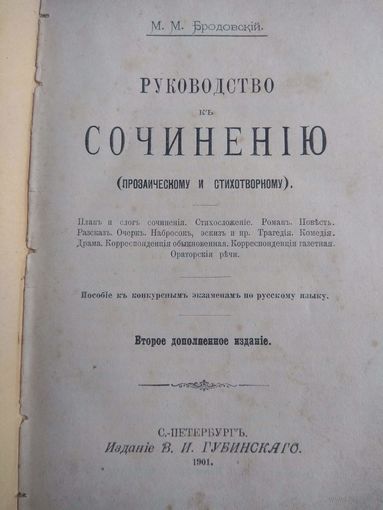 М. М. Бродовскій.
РУКОВОДСТВО
КЪ
СОЧИНЕНІЮ
(ПРОЗАИЧЕСКОМУ И СТИХОТВОРНОМУ).
Планъ и слогъ сочиненія. Стихосложеніе. Романъ. Повѣсть.
Разсказъ. Очеркъ. Набросокъ, эскизъ и пр. Трагедія. Комедія.
Драма. Корреспонденція обыкновенная. Корреспонденція газетная.
Ораторскія рѣчи.
Пособіе къ конкурснымъ экзаменамъ по русскому языку.
Второе дополненное изданіе.
С.-ПЕТЕРБУРГЪ.
Изданіе В. И. ГУБИНСКАГО.
1901.